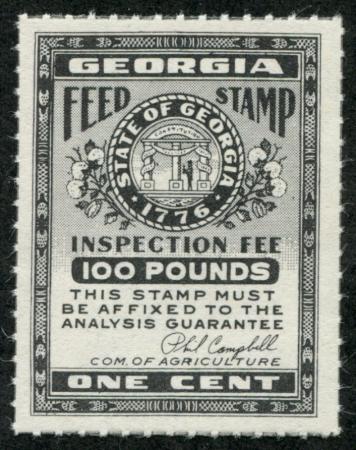 GEORGIA
FEED STAMP
STATE OF GEORGIA
CONSTITUTION
1776
INSPECTION FEE
100 POUNDS
THIS STAMP MUST
BE AFFIXED TO THE
ANALYSIS GUARANTEE
Phil Campbell
COM. OF AGRICULTURE
ONE CENT